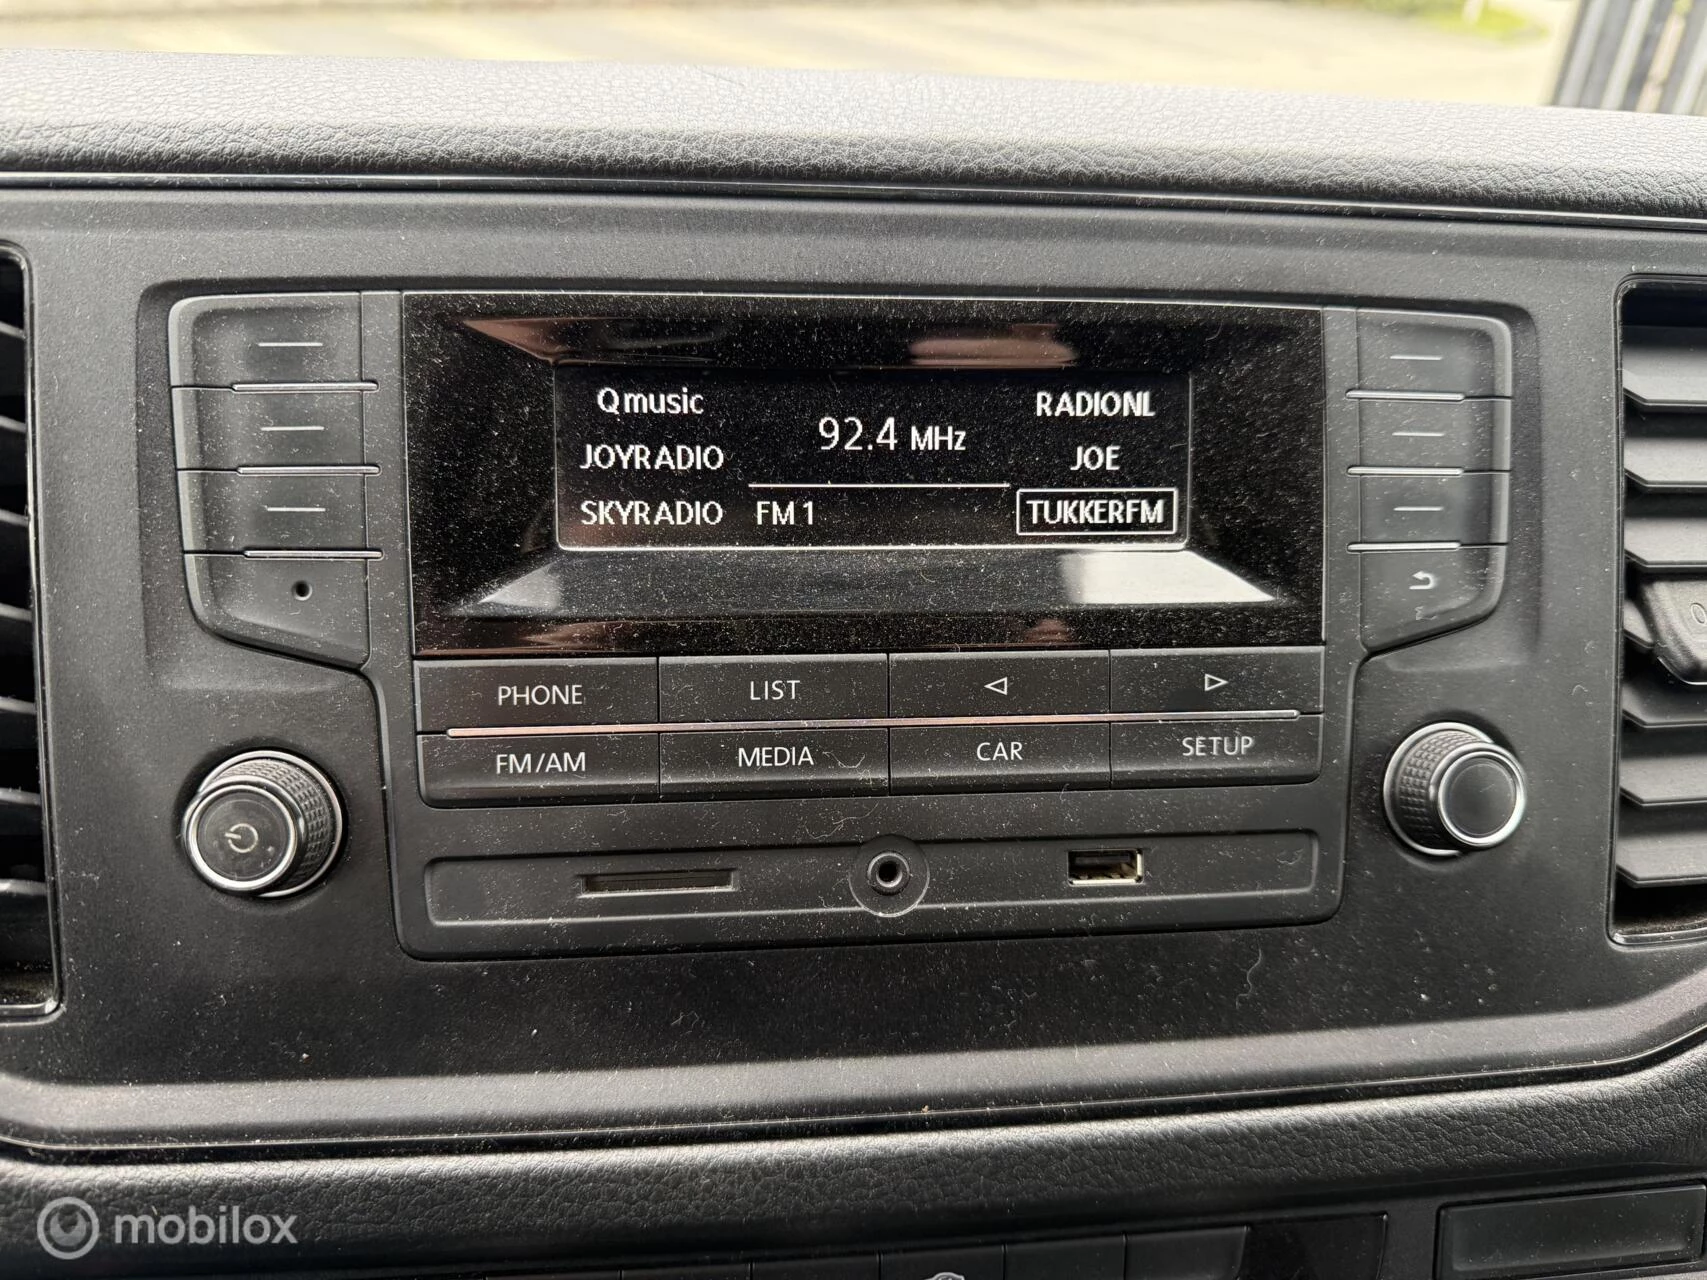 Qmusic
JOYRADIO
SKYRADIO
92.4 MHz
FM 1
RADIONL
JOE
TUKKERFM
PHONE
LIST
FM/AM
MEDIA
CAR
SETUP
mobilox